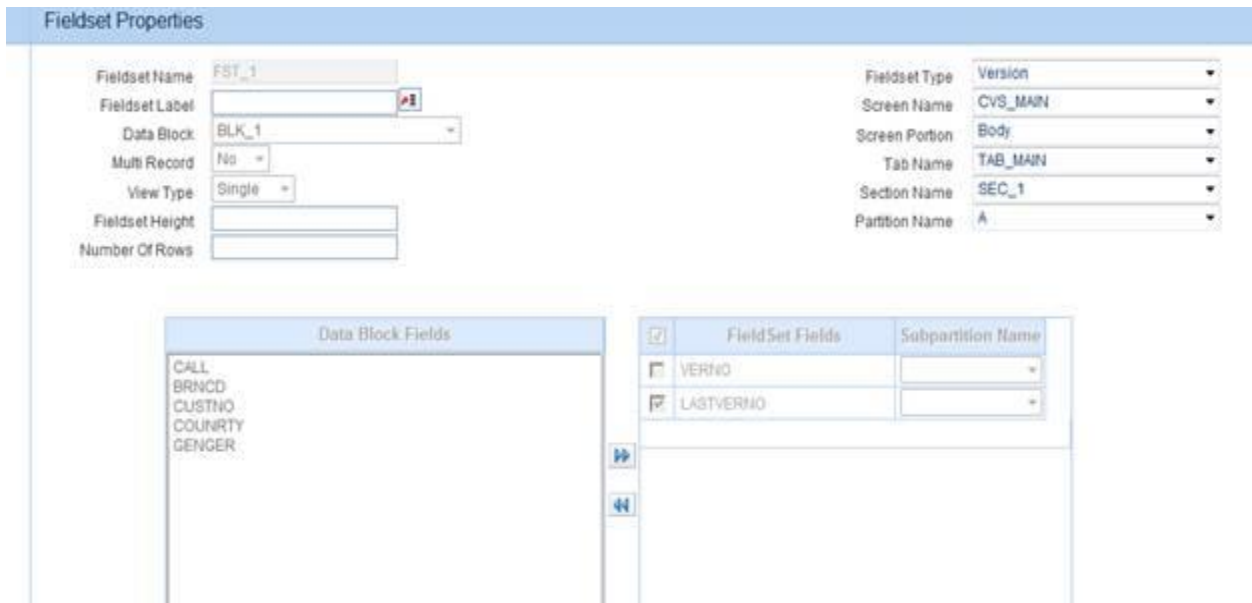 Fieldset Properties
Fieldset Name FST_1
Fieldset Label
Data Block BLK_1
Multi Record No
View Type Single
Fieldset Height
Number Of Rows
Fieldset Type Version
Screen Name CVS_MAIN
Screen Portion Body
Tab Name TAB_MAIN
Section Name SEC_1
Partition Name A
Data Block Fields
CALL
BRNCD
CUSTNO
COUNRTY
GENGER
FieldSet Fields Subpartition Name
VERNO
LASTVERNO